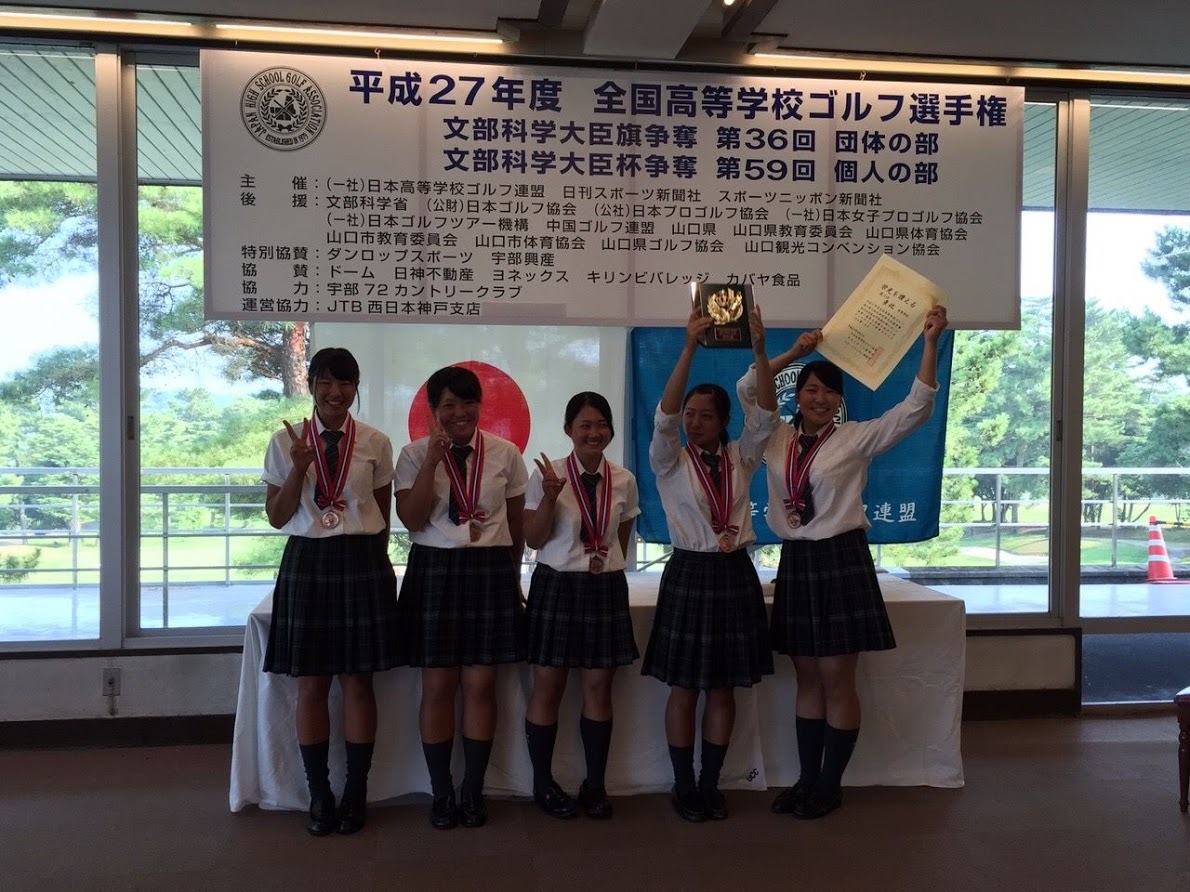 JAPAN HIGH SCHOOL GOLF ASSOCIATION
平成27年度 全国高等学校ゴルフ選手権
文部科学大臣旗争奪 第36回 団体の部
文部科学大臣杯争奪 第59回 個人の部
主 催：(一社)日本高等学校ゴルフ連盟 日刊スポーツ新聞社 スポーツニッポン新聞社
後 援：文部科学省 (公財)日本ゴルフ協会 (公社)日本プロゴルフ協会 (一社)日本女子プロゴルフ協会
(一社)日本ゴルフツアー機構 中国ゴルフ連盟 山口県 山口県教育委員会 山口県体育協会
山口市教育委員会 山口市体育協会 山口県ゴルフ協会 山口観光コンベンション協会
特別協賛：ダンロップスポーツ 宇部興産
協 賛：ドーム 日神不動産 ヨネックス キリンビバレッジ カバヤ食品
協 力：宇部72カントリークラブ
運営協力：JTB西日本神戸支店
栄光を讃える
SCHOOL
連盟
UCC